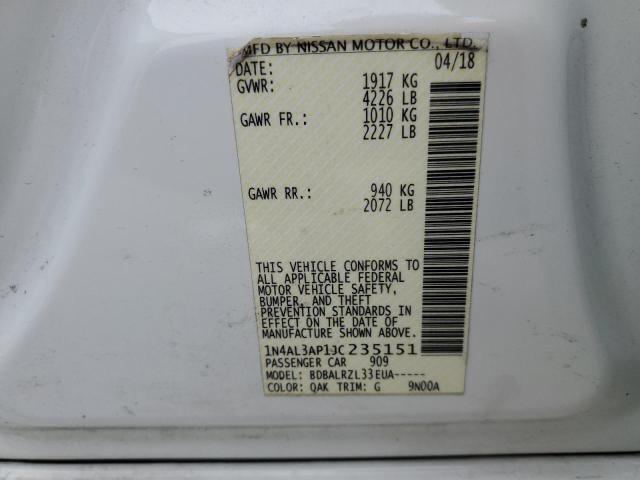 MFD BY NISSAN MOTOR CO., LTD.
DATE: 04/18
GVWR: 1917 KG
4226 LB
GAWR FR.: 1010 KG
2227 LB
GAWR RR.: 940 KG
2072 LB
THIS VEHICLE CONFORMS TO
ALL APPLICABLE FEDERAL
MOTOR VEHICLE SAFETY,
BUMPER, AND THEFT
PREVENTION STANDARDS IN
EFFECT ON THE DATE OF
MANUFACTURE SHOWN ABOVE.
1N4AL3AP1JC235151
PASSENGER CAR 909
MODEL: BDBALRZL33EUA-----
COLOR: QAK TRIM: G 9N00A